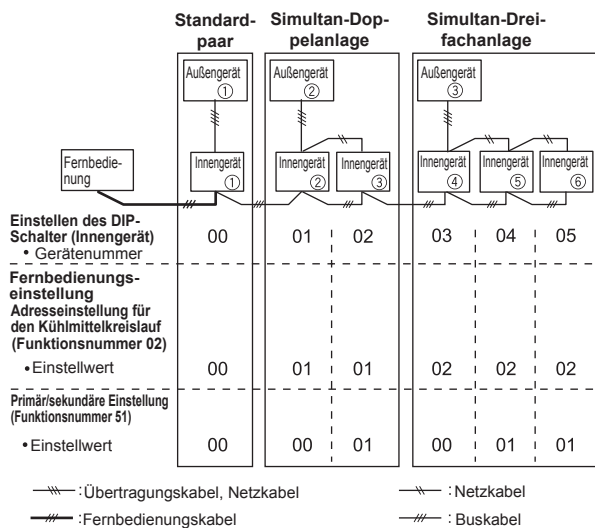 Standard-
paar
Simultan-Dop-
pelanlage
Simultan-Drei-
fachanlage
Außengerät
①
Außengerät
②
Außengerät
③
Fernbedie-
nung
Innengerät
①
Innengerät
②
Innengerät
③
Innengerät
④
Innengerät
⑤
Innengerät
⑥
Einstellen des DIP-
Schalter (Innengerät)
• Gerätenummer
00 01 02 03 04 05
Fernbedienungs-
einstellung
Adresseinstellung für
den Kühlmittelkreislauf
(Funktionsnummer 02)
•Einstellwert 00 01 01 02 02 02
Primär/sekundäre Einstellung
(Funktionsnummer 51)
•Einstellwert 00 00 01 00 01 01
:Übertragungskabel, Netzkabel
: Netzkabel
:Fernbedienungskabel
: Buskabel